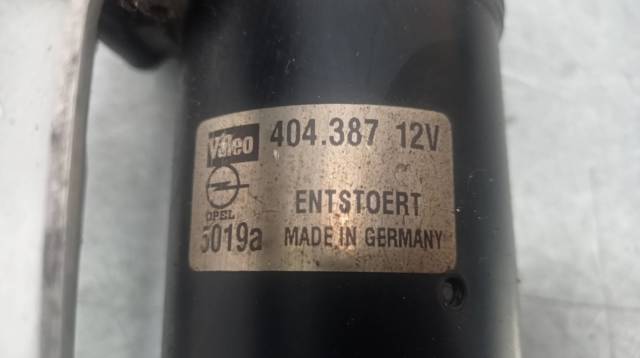 Valeo 404.387 12V
OPEL ENTSTOERT
5019a MADE IN GERMANY